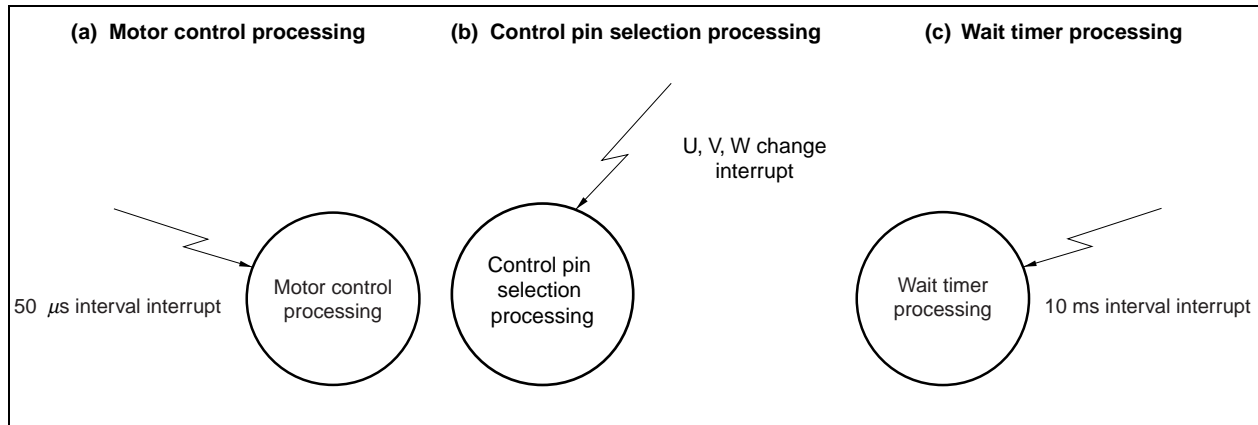 (a) Motor control processing
(b) Control pin selection processing
(c) Wait timer processing
U, V, W change
interrupt
50 µs interval interrupt
Motor control
processing
Control pin
selection
processing
Wait timer
processing
10 ms interval interrupt